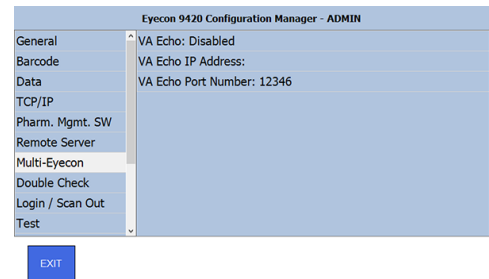 Eyecon 9420 Configuration Manager - ADMIN
General
Barcode
Data
TCP/IP
Pharm. Mgmt. SW
Remote Server
Multi-Eyecon
Double Check
Login / Scan Out
Test
VA Echo: Disabled
VA Echo IP Address:
VA Echo Port Number: 12346
EXIT